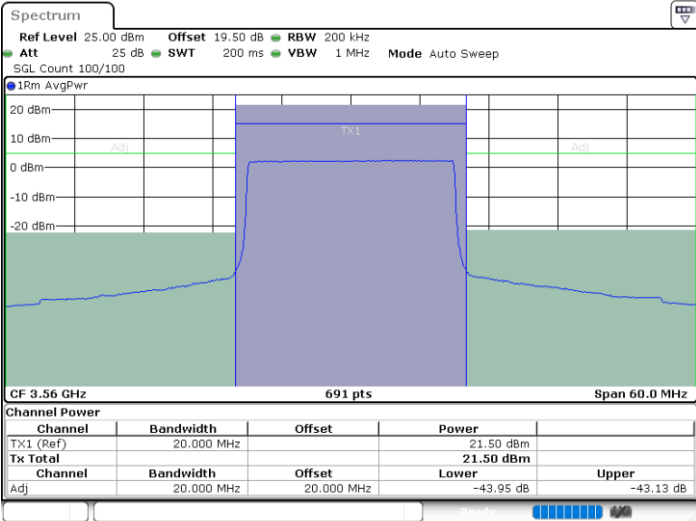 Spectrum
Ref Level 25.00 dBm Offset 19.50 dB RBW 200 kHz
Att 25 dB SWT 200 ms VBW 1 MHz Mode Auto Sweep
SGL Count 100/100
1Rm AvgPwr
20 dBm
TX1
10 dBm
Adj
Adj
0 dBm
-10 dBm
-20 dBm
CF 3.56 GHz 691 pts Span 60.0 MHz
Channel Power
Channel Bandwidth Offset Power
TX1 (Ref) 20.000 MHz 21.50 dBm
Tx Total 21.50 dBm
Channel Bandwidth Offset Lower Upper
Adj 20.000 MHz 20.000 MHz -43.95 dB -43.13 dB
Ready